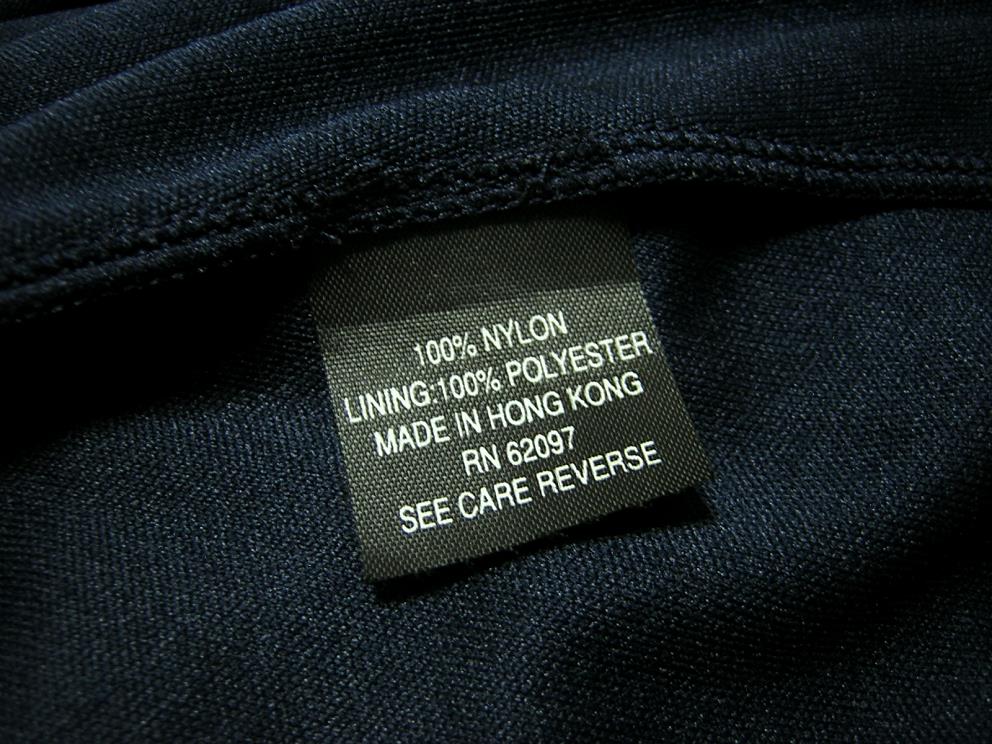 100% NYLON
LINING:100% POLYESTER
MADE IN HONG KONG
RN 62097
SEE CARE REVERSE